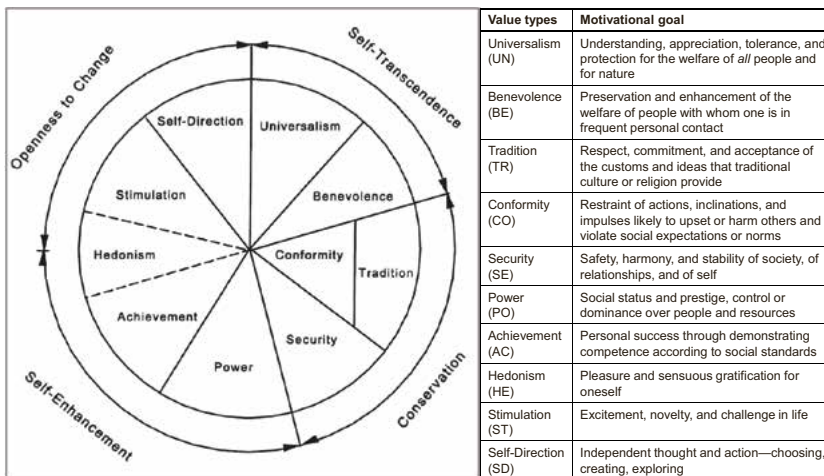 Openness to Change
Self-Transcendence
Self-Direction
Universalism
Stimulation
Benevolence
Hedonism
Conformity
Tradition
Achievement
Security
Power
Self-Enhancement
Conservation
Value types
Motivational goal
Universalism
(UN)
Understanding, appreciation, tolerance, and
protection for the welfare of all people and
for nature
Benevolence
(BE)
Preservation and enhancement of the
welfare of people with whom one is in
frequent personal contact
Tradition
(TR)
Respect, commitment, and acceptance of
the customs and ideas that traditional
culture or religion provide
Conformity
(CO)
Restraint of actions, inclinations, and
impulses likely to upset or harm others and
violate social expectations or norms
Security
(SE)
Safety, harmony, and stability of society, of
relationships, and of self
Power
(PO)
Social status and prestige, control or
dominance over people and resources
Achievement
(AC)
Personal success through demonstrating
competence according to social standards
Hedonism
(HE)
Pleasure and sensuous gratification for
oneself
Stimulation
(ST)
Excitement, novelty, and challenge in life
Self-Direction
(SD)
Independent thought and action—choosing,
creating, exploring